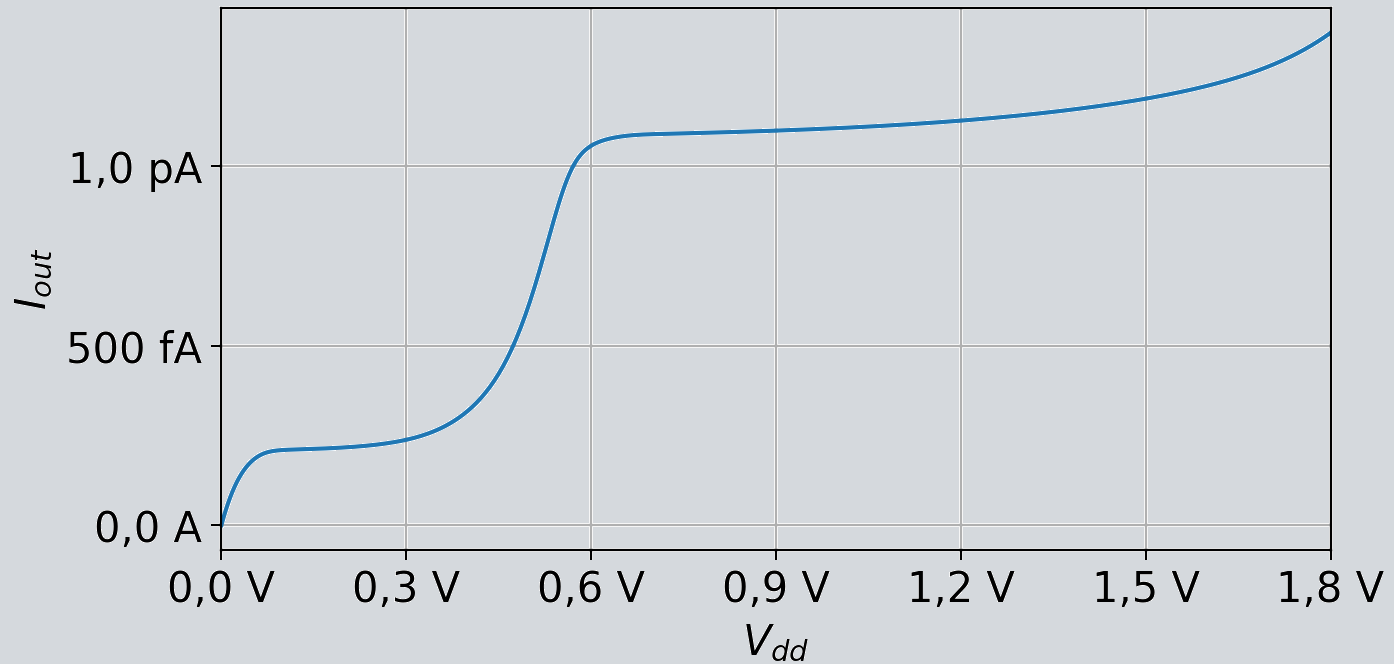 1,0 pA
500 fA
0,0 A
I_out
0,0 V 0,3 V 0,6 V 0,9 V 1,2 V 1,5 V 1,8 V
V_dd